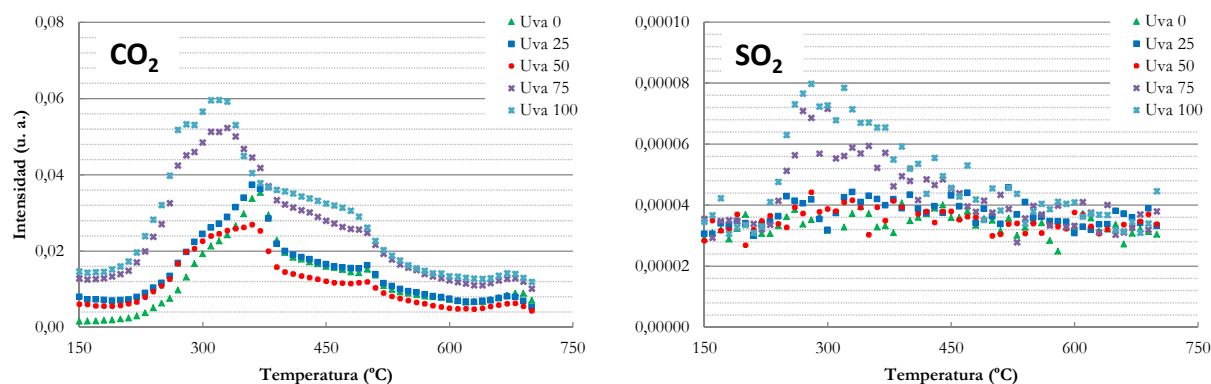 CO2
Intensidad (u. a.)
0,08
0,06
0,04
0,02
0,00
150
300
450
600
750
Temperatura (°C)
Uva 0
Uva 25
Uva 50
Uva 75
Uva 100
SO2
0,00010
0,00008
0,00006
0,00004
0,00002
0,00000
150
300
450
600
750
Temperatura (ºC)
Uva 0
Uva 25
Uva 50
Uva 75
Uva 100